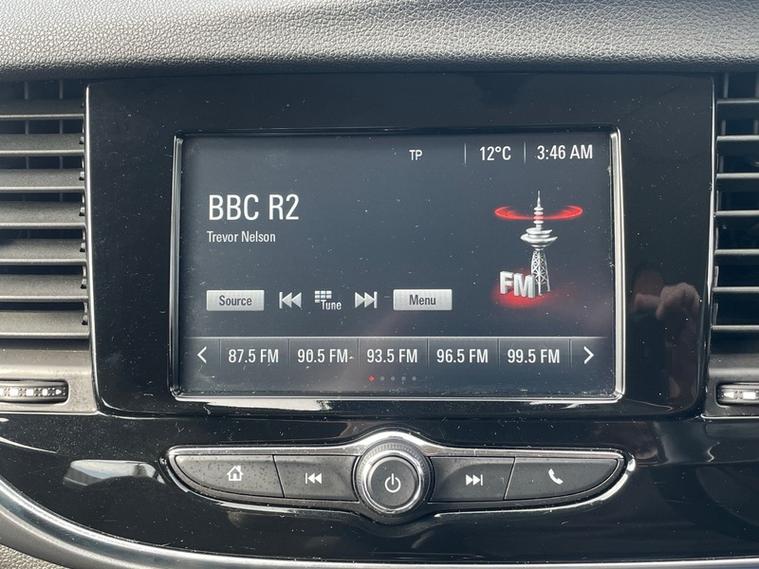 TP 12°C 3:46 AM
BBC R2
Trevor Nelson
FM
Source Tune Menu
87.5 FM 90.5 FM 93.5 FM 96.5 FM 99.5 FM